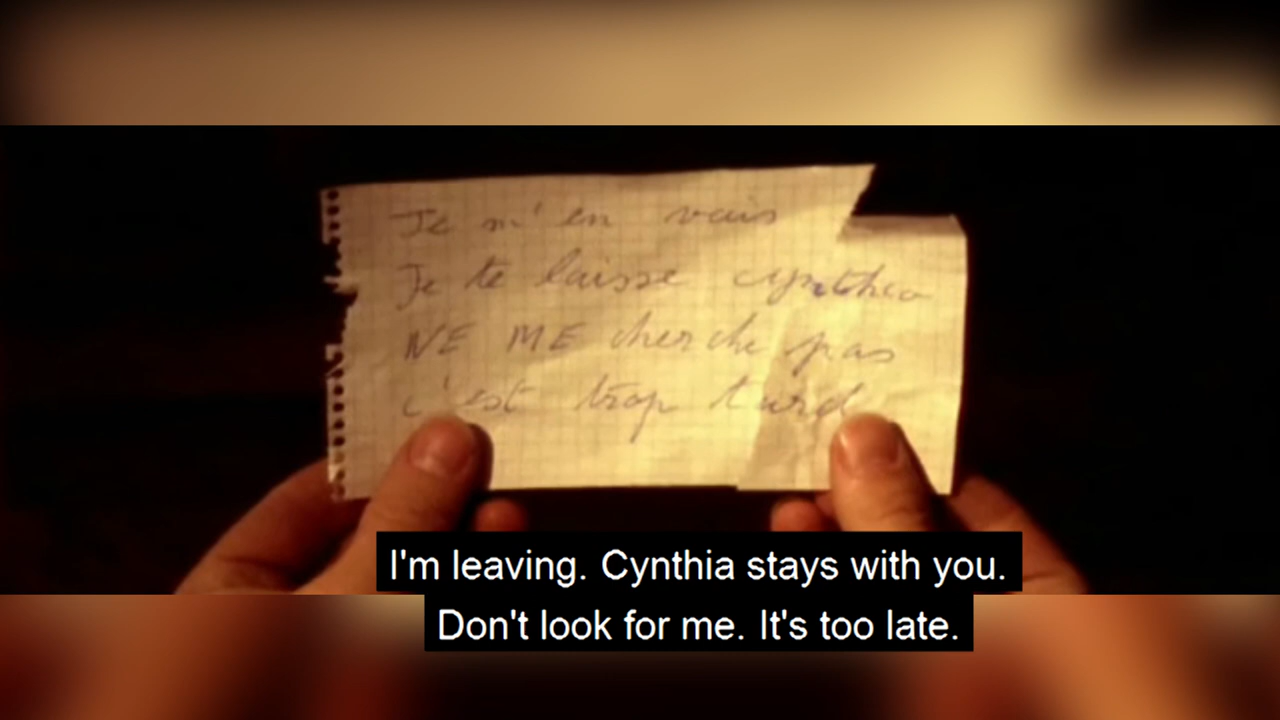 Je m'en vais
Je te laisse cynthia
NE ME cherche pas
c'est trop tard
I'm leaving. Cynthia stays with you.
Don't look for me. It's too late.